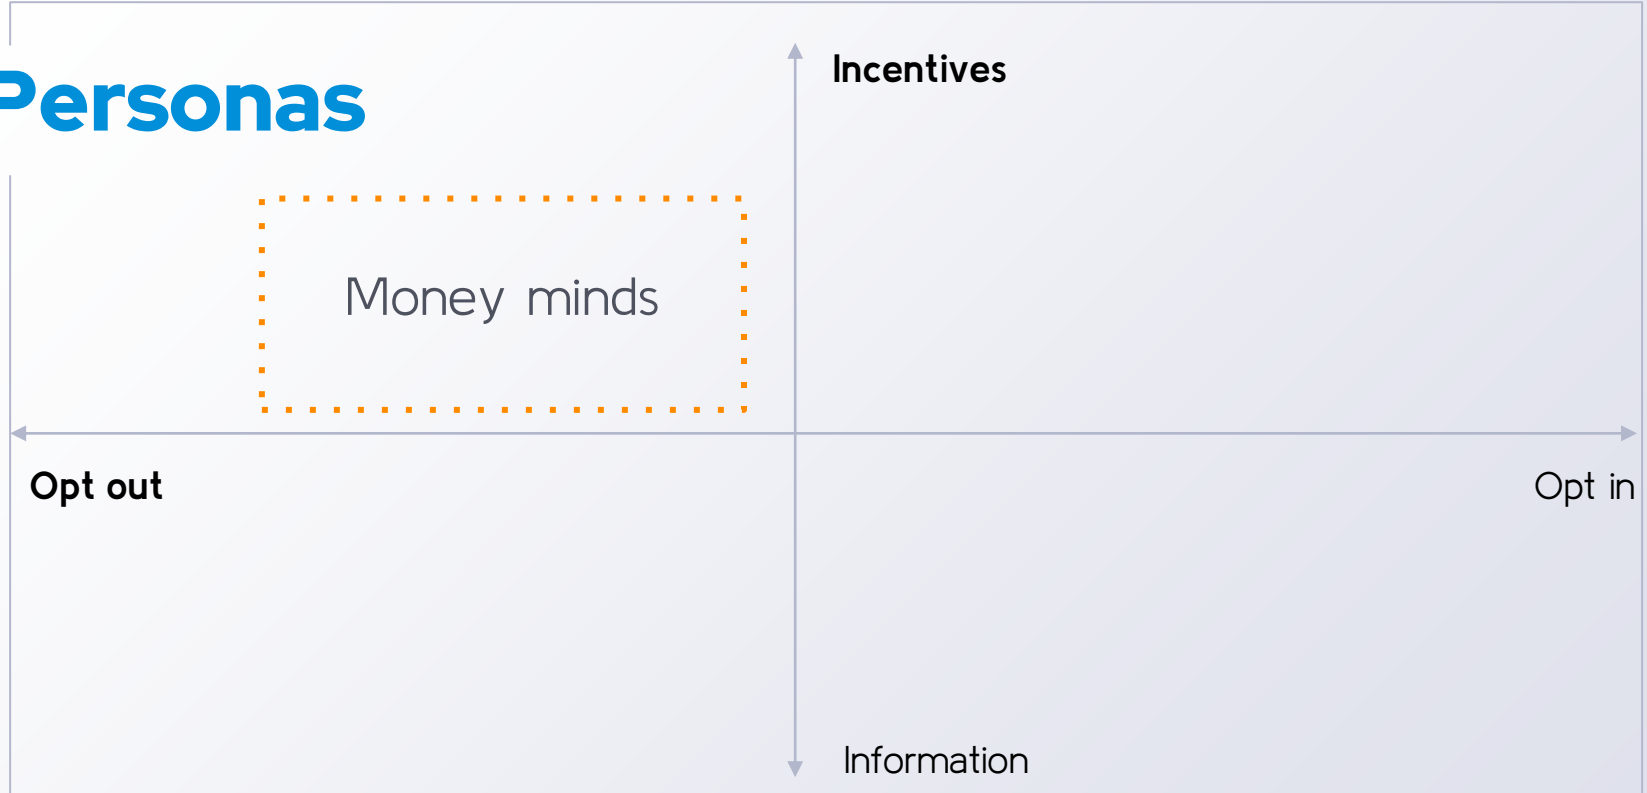 Incentives
Personas
Money minds
Opt out
Opt in
Information